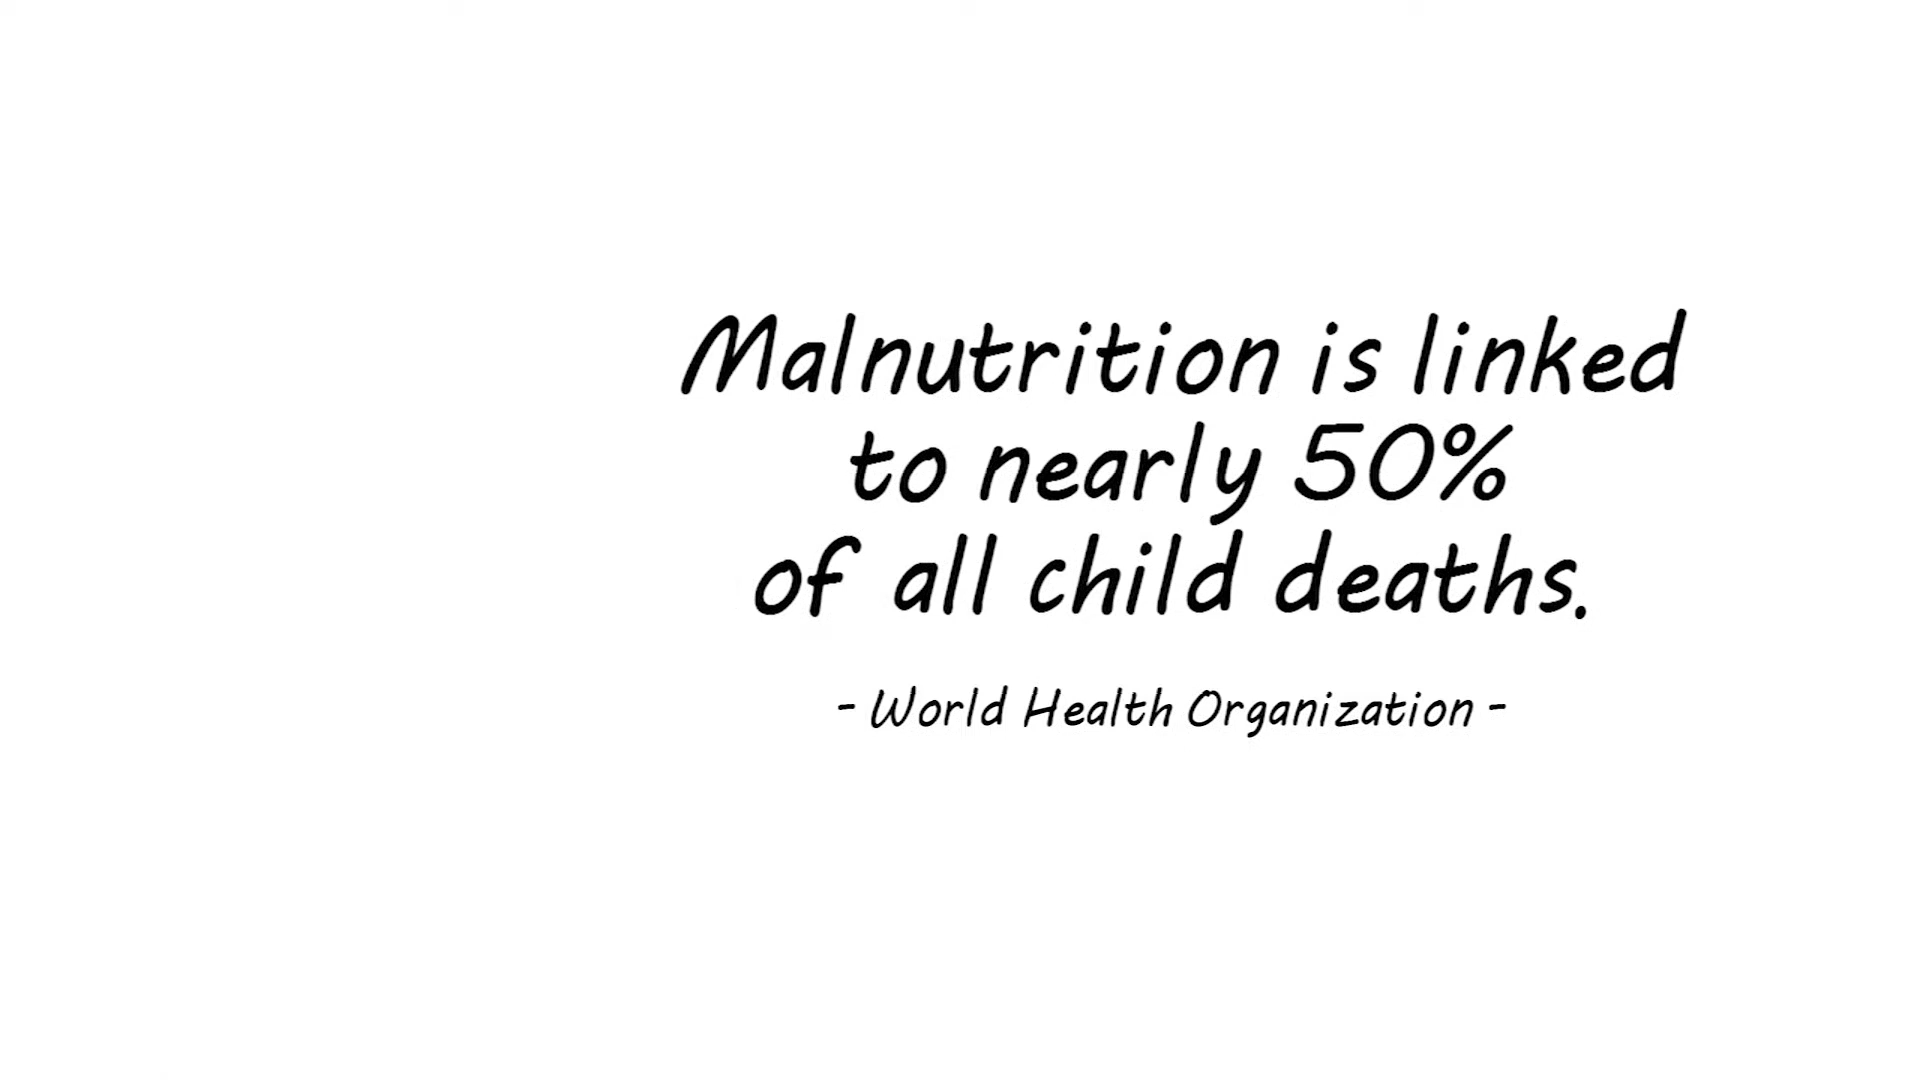 Malnutrition is linked
to nearly 50%
of all child deaths.
- World Health Organization -